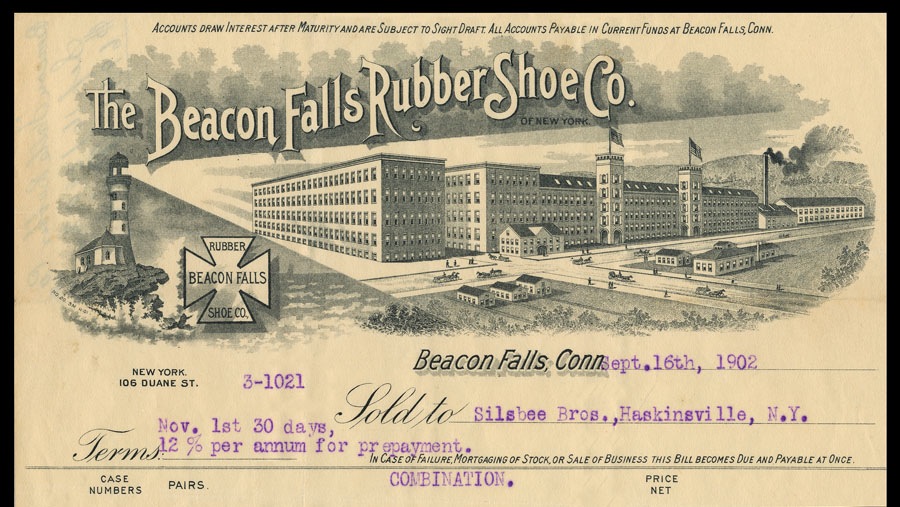 ACCOUNTS DRAW INTEREST AFTER MATURITY AND ARE SUBJECT TO SIGHT DRAFT. ALL ACCOUNTS PAYABLE IN CURRENT FUNDS AT BEACON FALLS, CONN.
The Beacon Falls Rubber Shoe Co.
OF NEW YORK.
RUBBER
BEACON FALLS
SHOE CO.
Beacon Falls, Conn. Sept. 16th, 1902
NEW YORK.
106 DUANE ST.
3-1021
Sold to Silsbee Bros., Haskinsville, N.Y.
Nov. 1st 30 days,
Terms: 12 % per annum for prepayment.
IN CASE OF FAILURE, MORTGAGING OF STOCK, OR SALE OF BUSINESS THIS BILL BECOMES DUE AND PAYABLE AT ONCE.
CASE NUMBERS PAIRS. COMBINATION. PRICE NET